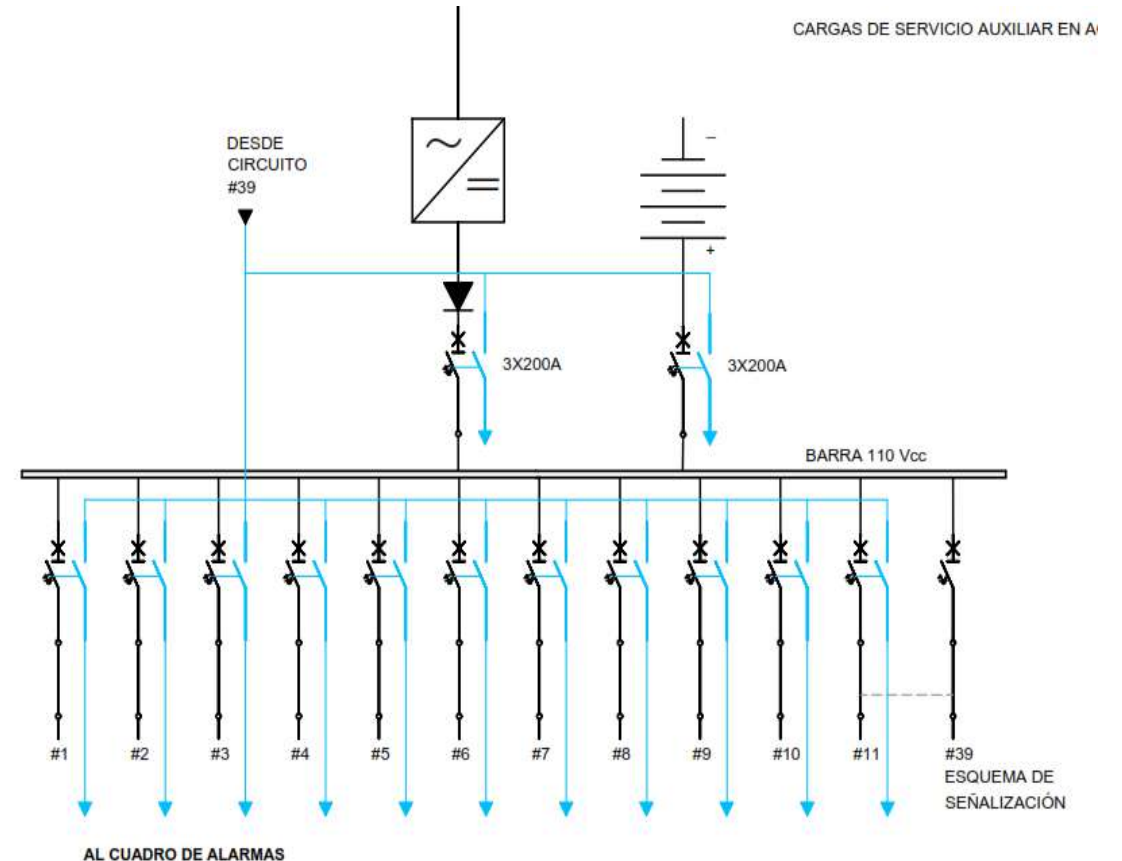 CARGAS DE SERVICIO AUXILIAR EN
DESDE
CIRCUITO
#39
−
+
3X200A
3X200A
BARRA 110 Vcc
#1 #2 #3 #4 #5 #6 #7 #8 #9 #10 #11 #39
ESQUEMA DE
SEÑALIZACIÓN
AL CUADRO DE ALARMAS